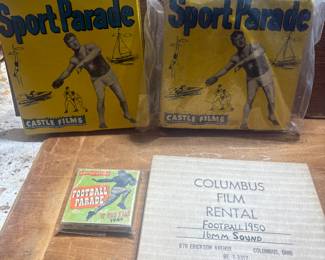 Sport Parade
CASTLE FILMS
Sport Parade
CASTLE FILMS
FOOTBALL
PARADE
COLUMBUS
FILM
RENTAL
FOOTBALL 1950
16mm SOUND
COLUMBUS, OHIO